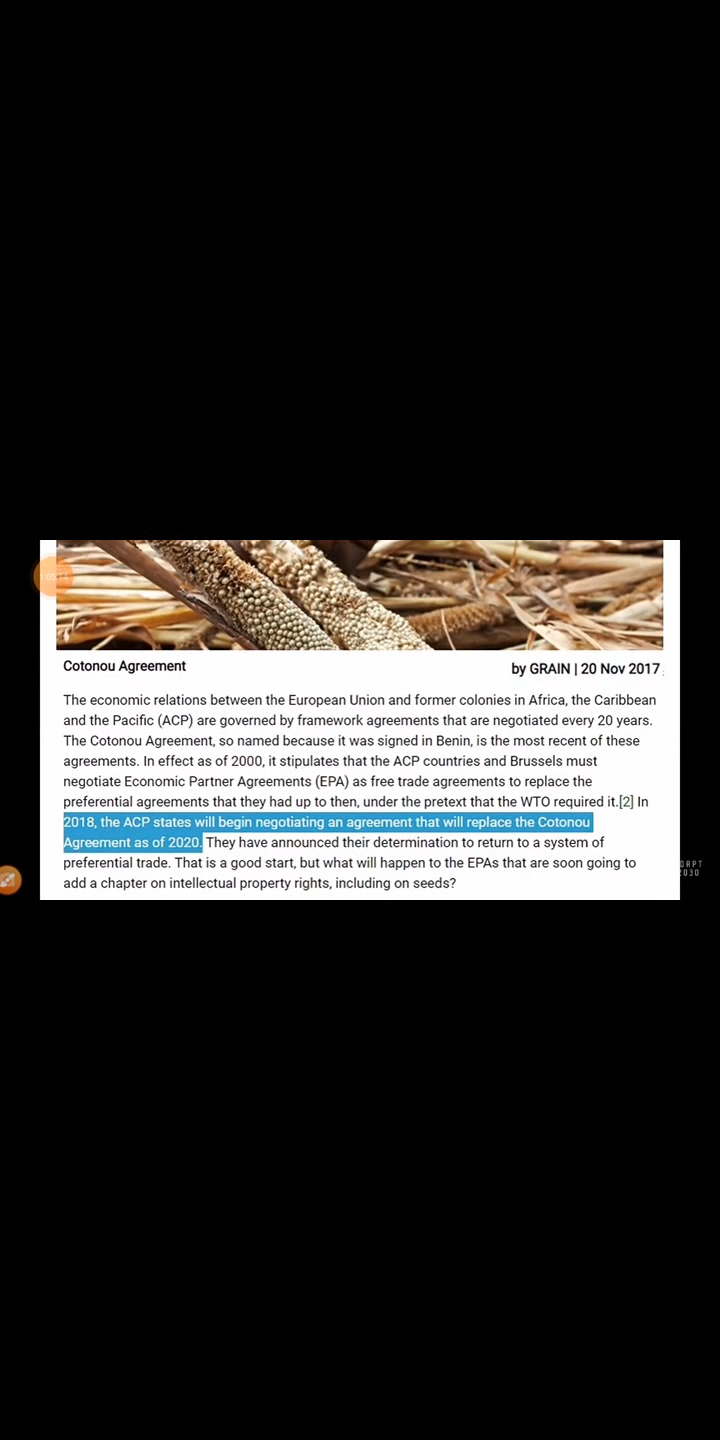 1:05:14
Cotonou Agreement
by GRAIN | 20 Nov 2017
The economic relations between the European Union and former colonies in Africa, the Caribbean
and the Pacific (ACP) are governed by framework agreements that are negotiated every 20 years.
The Cotonou Agreement, so named because it was signed in Benin, is the most recent of these
agreements. In effect as of 2000, it stipulates that the ACP countries and Brussels must
negotiate Economic Partner Agreements (EPA) as free trade agreements to replace the
preferential agreements that they had up to then, under the pretext that the WTO required it.[2] In
2018, the ACP states will begin negotiating an agreement that will replace the Cotonou
Agreement as of 2020. They have announced their determination to return to a system of
preferential trade. That is a good start, but what will happen to the EPAs that are soon going to
add a chapter on intellectual property rights, including on seeds?
2030